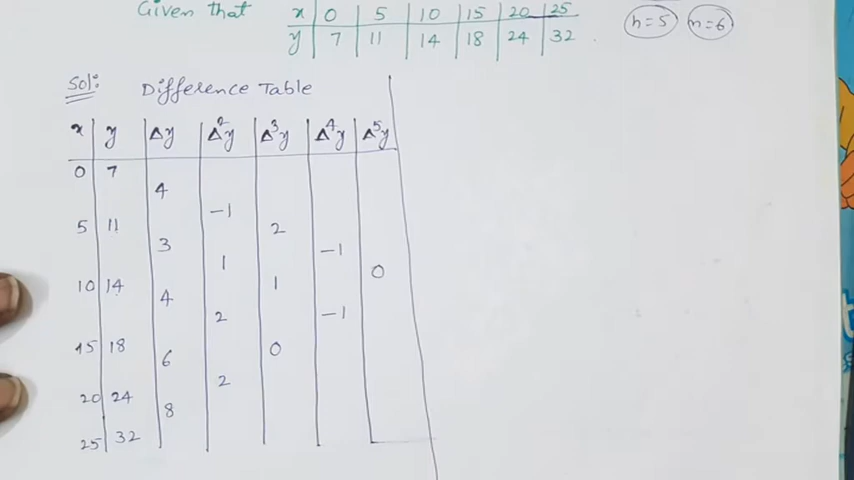 Given that x 0 5 10 15 20 25
y 7 11 14 18 24 32 .
h=5 n=6
Sol:
Difference Table
x y Δy Δ²y Δ³y Δ⁴y Δ⁵y
0 7
4
-1
5 11 2
3 -1
1 0
10 14 1
4 -1
2
15 18 0
6
2
20 24
8
25 32